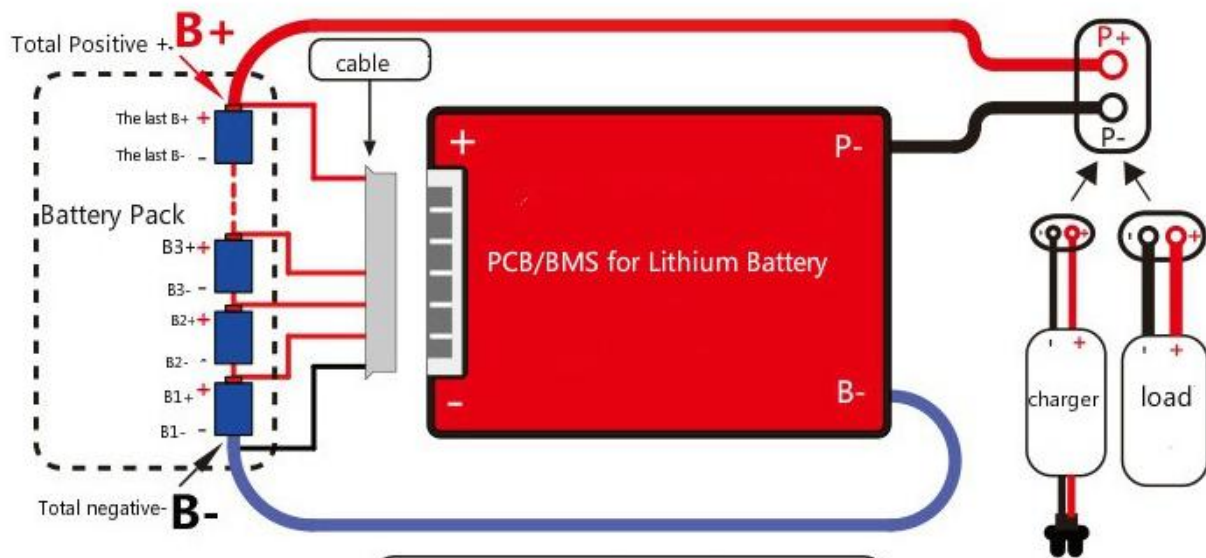 Total Positive +
B+
cable
P+
P-
The last B+ +
The last B- -
+
P-
Battery Pack
B3+ +
B3- -
PCB/BMS for Lithium Battery
B2+ +
B2- -
B1+ +
B1- -
-
B-
- +
- +
- +
- +
charger
load
Total negative-
B-